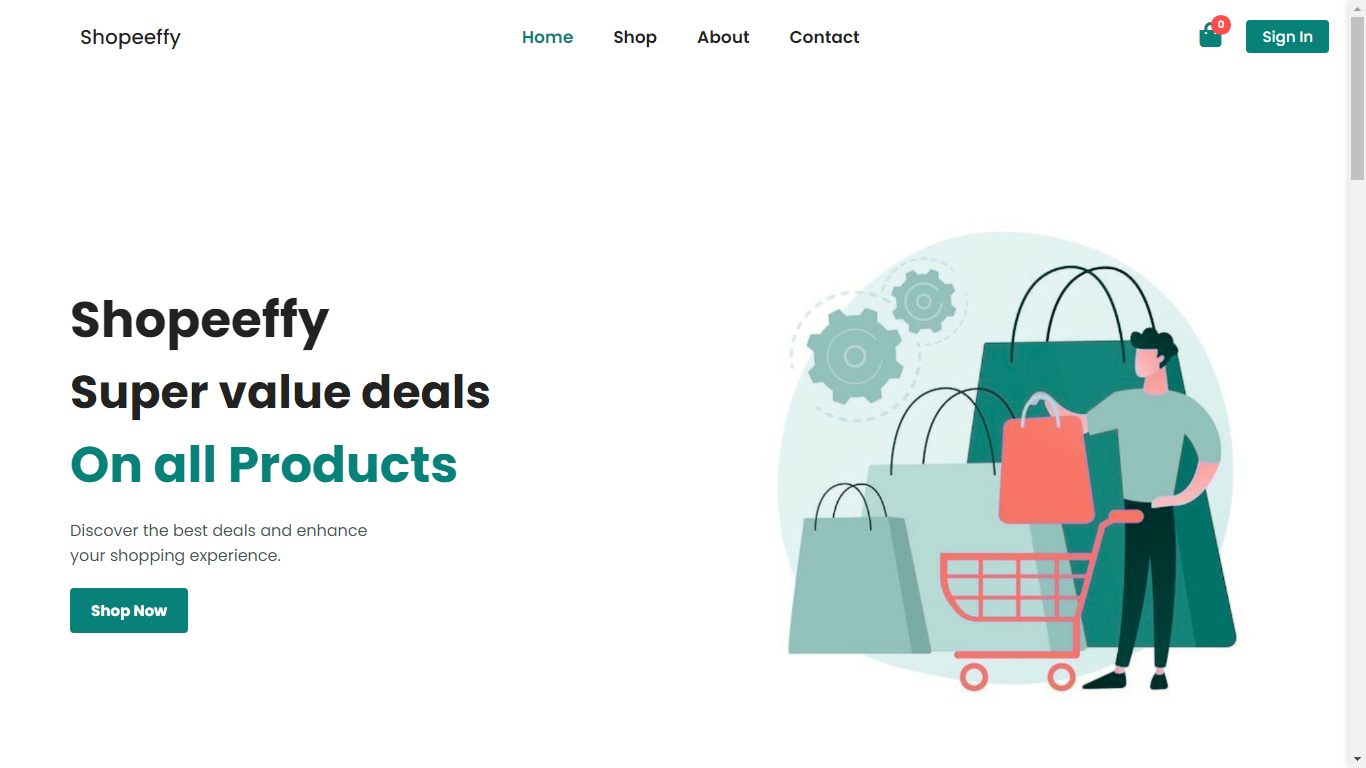 Shopeeffy
Home Shop About Contact
0
Sign In
Shopeeffy
Super value deals
On all Products
Discover the best deals and enhance
your shopping experience.
Shop Now